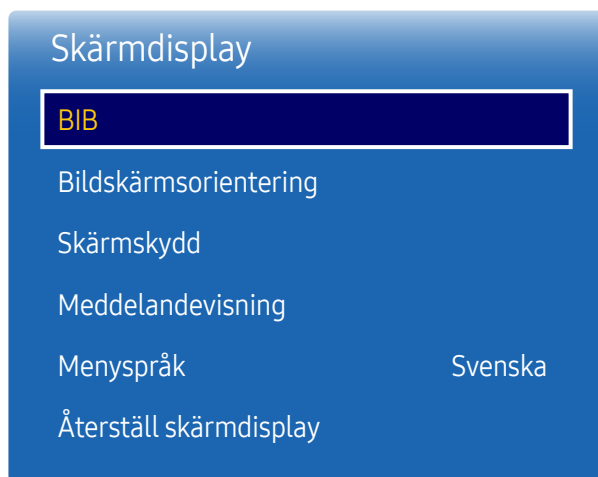 Skärmdisplay
BIB
Bildskärmsorientering
Skärmskydd
Meddelandevisning
Menyspråk Svenska
Återställ skärmdisplay